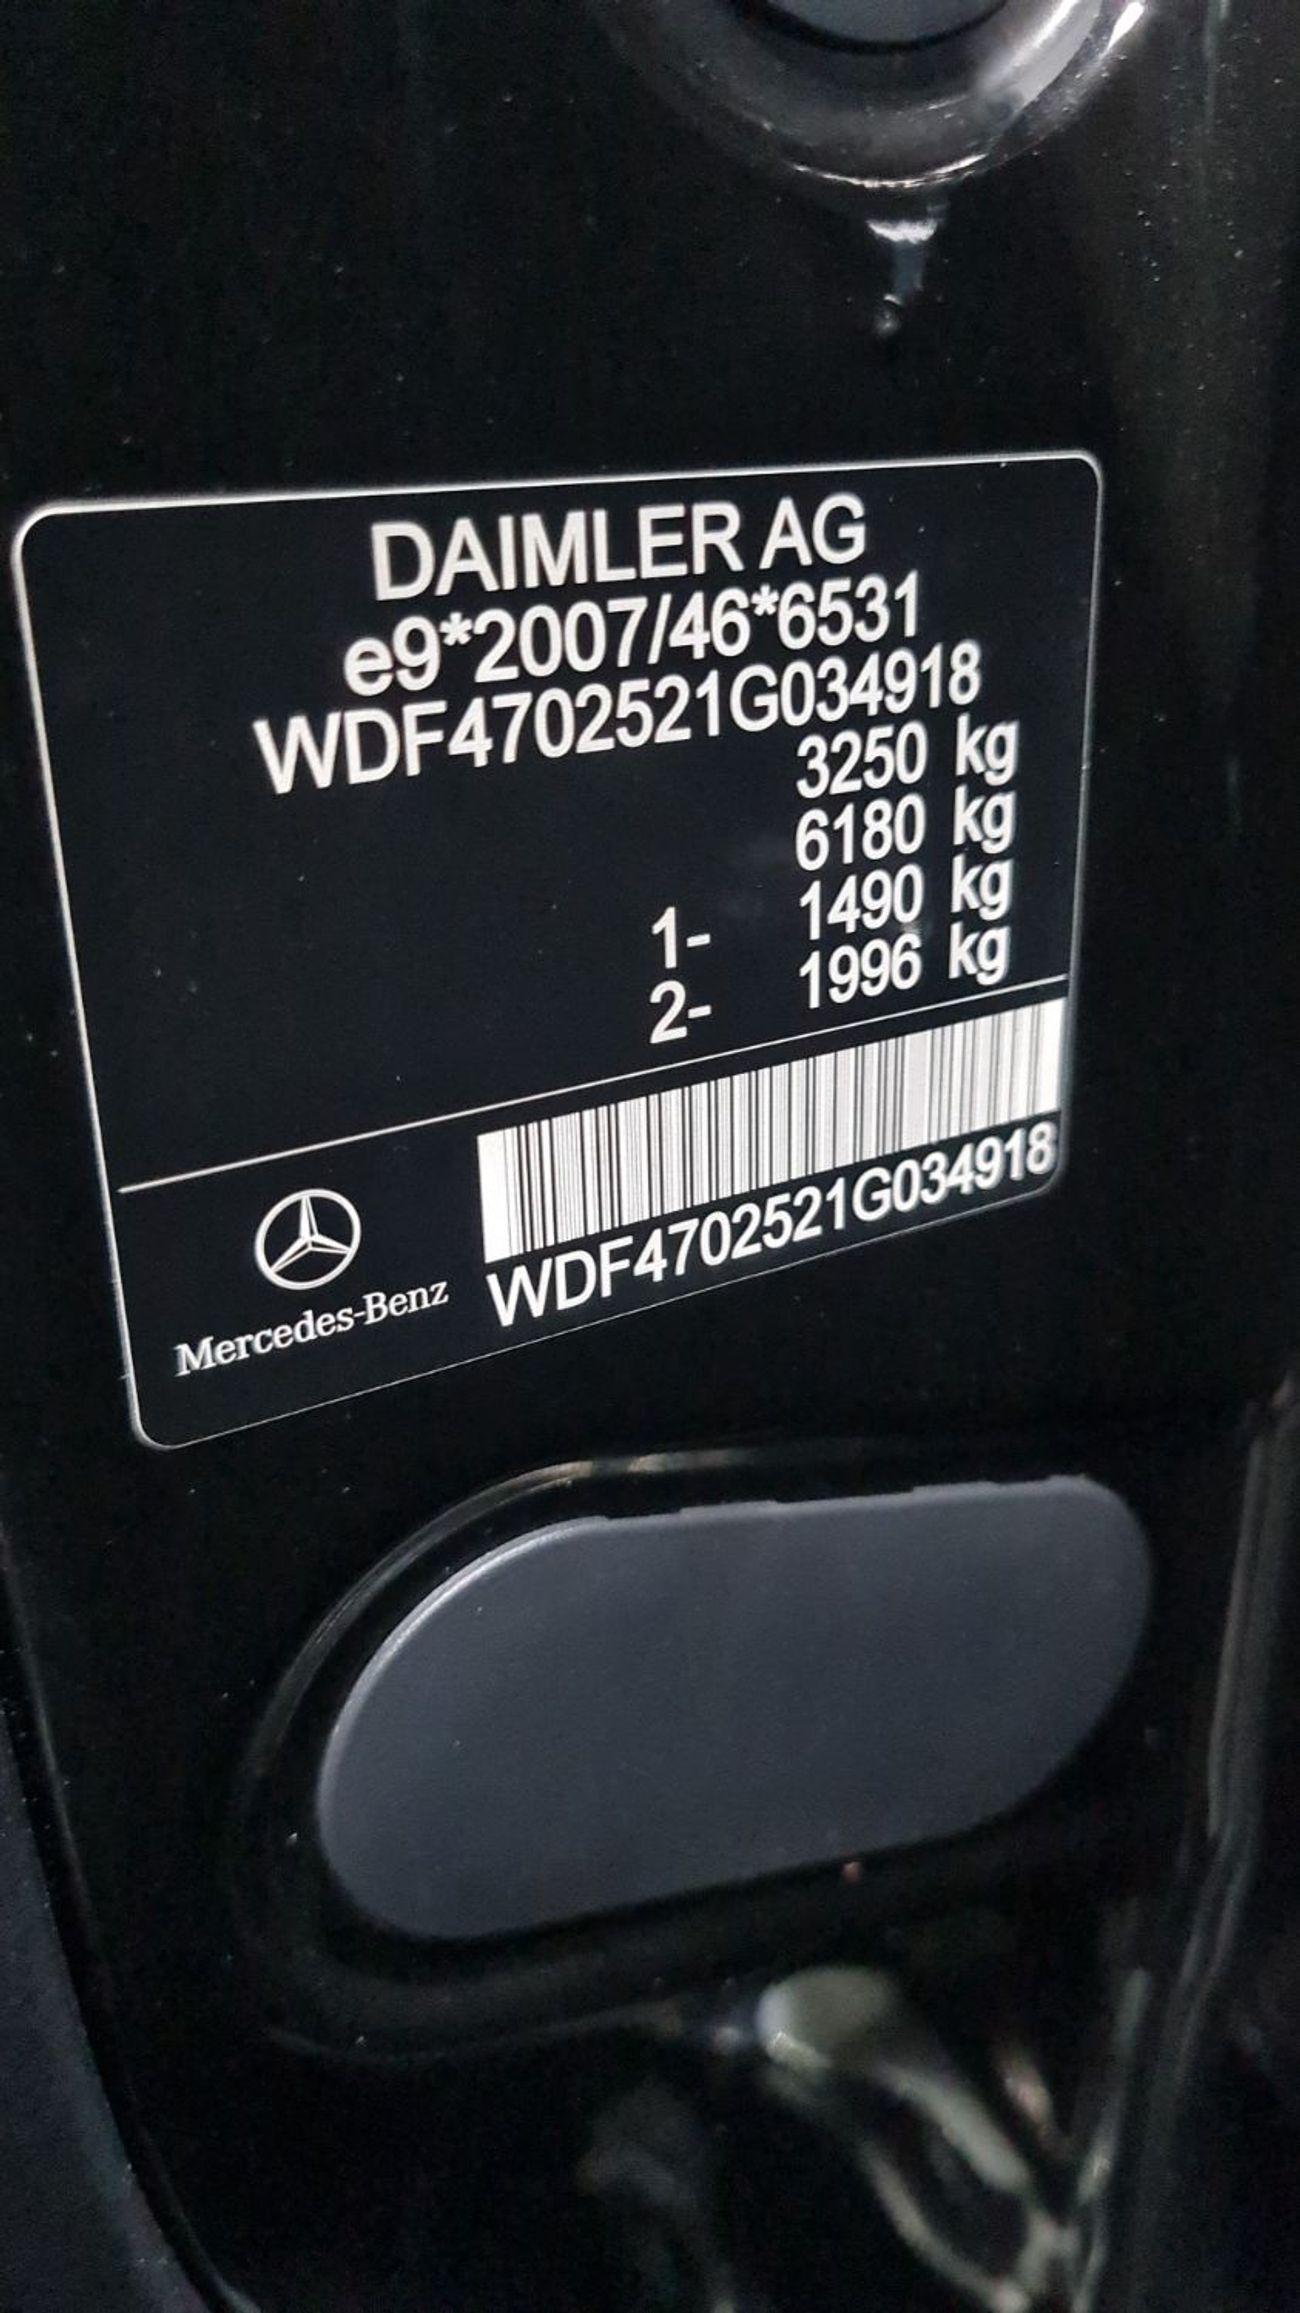 DAIMLER AG
e9*2007/46*6531
WDF4702521G034918
3250 kg
6180 kg
1- 1490 kg
2- 1996 kg
Mercedes-Benz
WDF4702521G034918